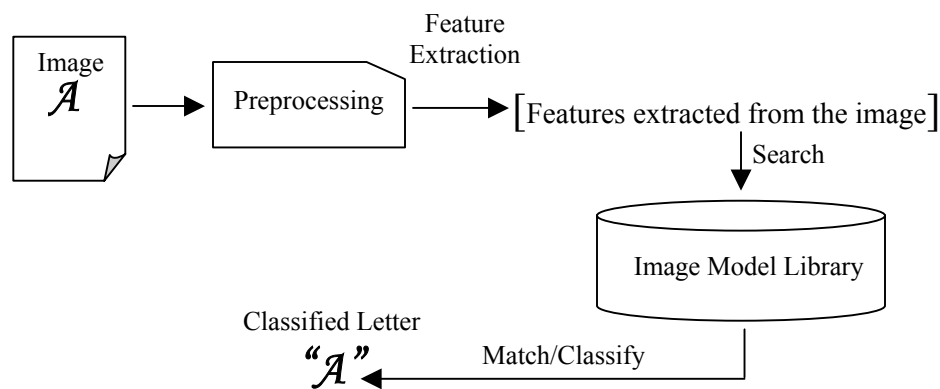 Image
A
Preprocessing
Feature
Extraction
[Features extracted from the image]
Search
Image Model Library
Match/Classify
Classified Letter
“A”